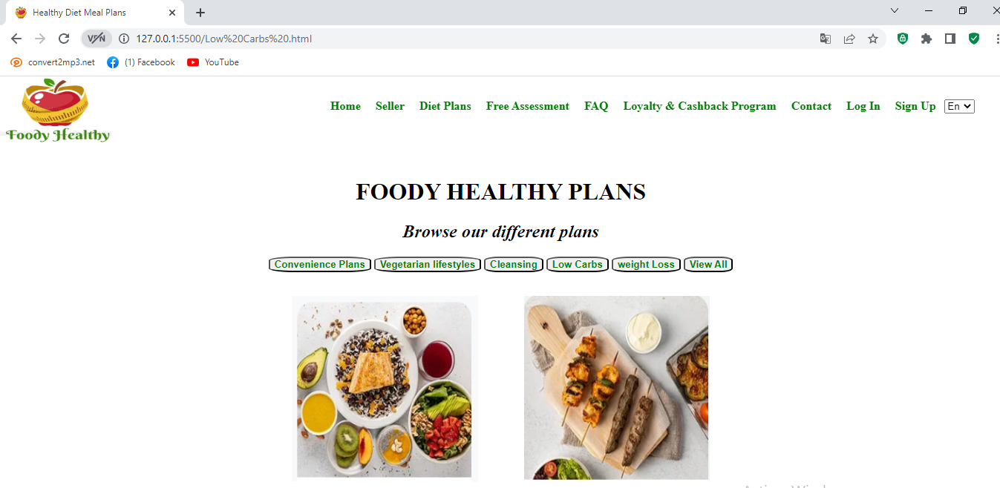 Healthy Diet Meal Plans
VPN 127.0.0.1:5500/Low%20Carbs%20.html
convert2mp3.net (1) Facebook YouTube
Foody Healthy
Home Seller Diet Plans Free Assessment FAQ Loyalty & Cashback Program Contact Log In Sign Up En
FOODY HEALTHY PLANS
Browse our different plans
Convenience Plans Vegetarian lifestyles Cleansing Low Carbs weight Loss View All